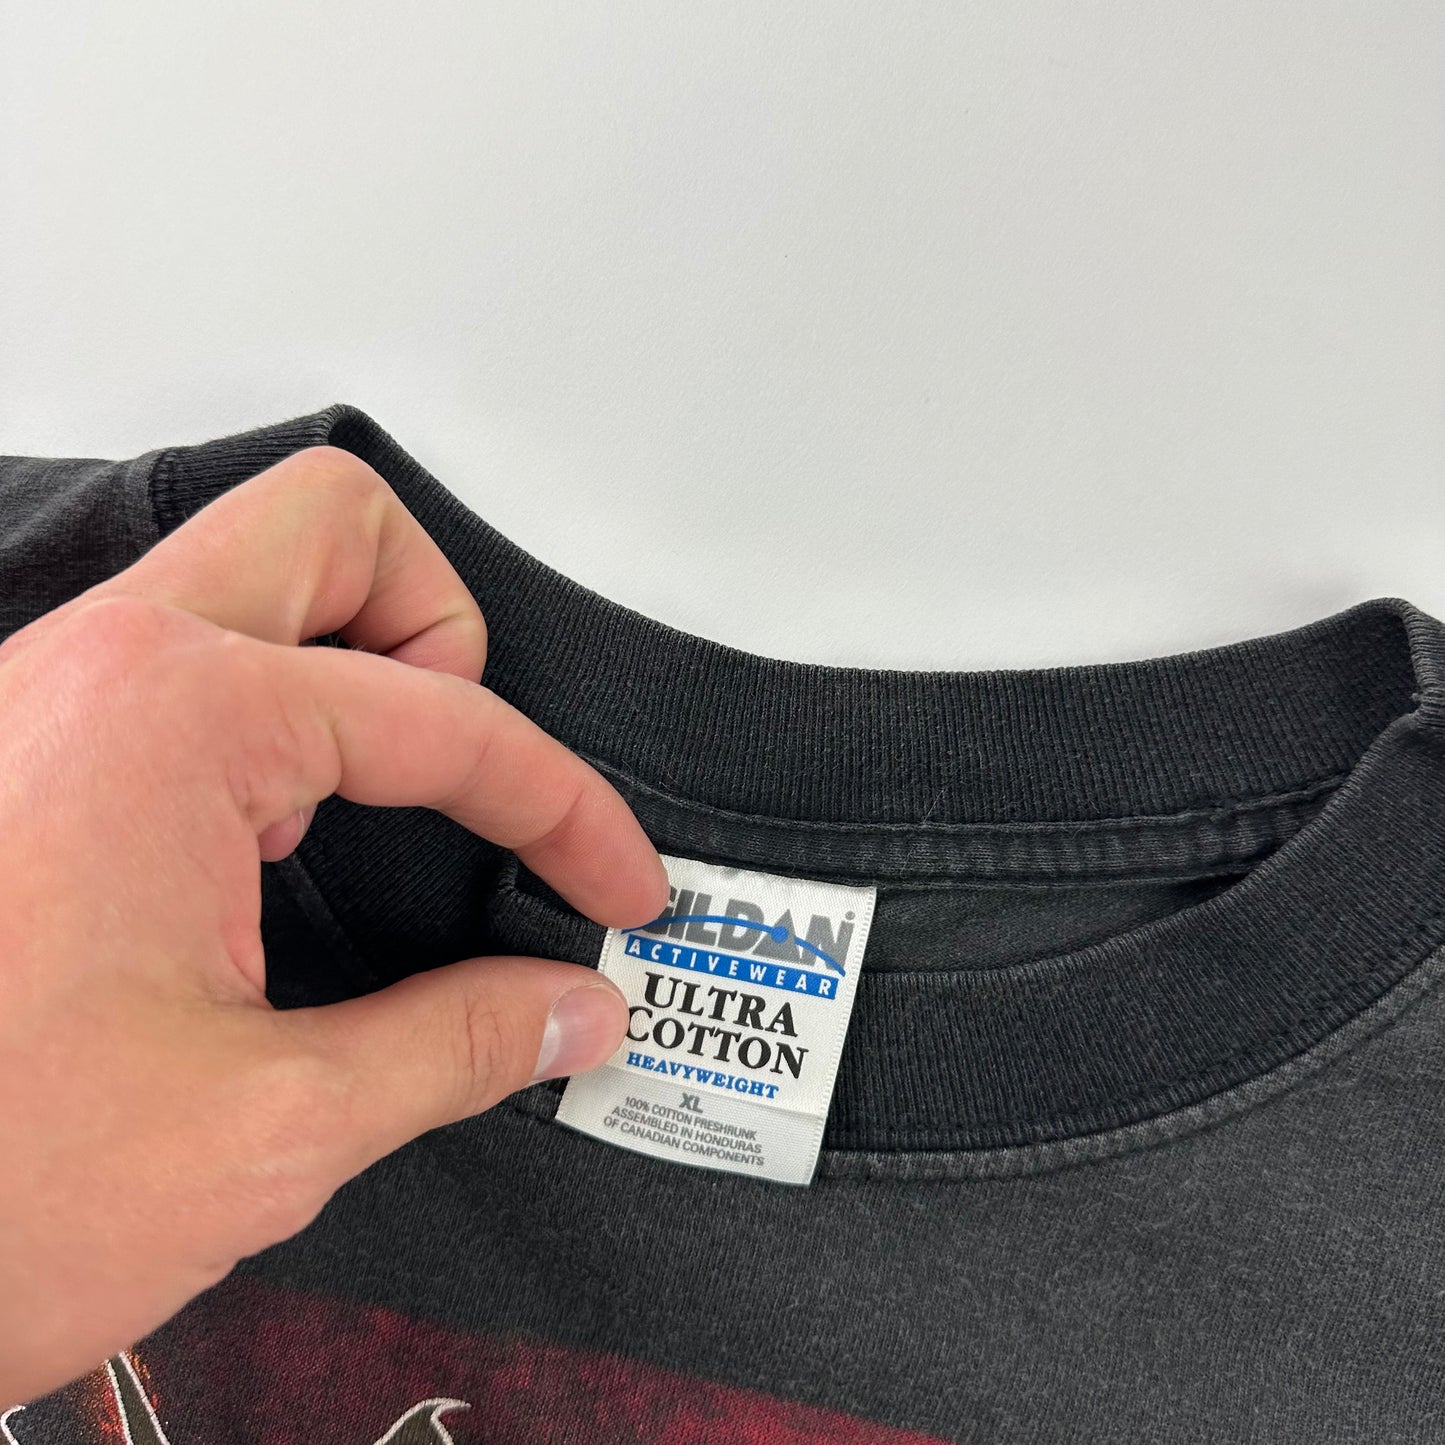 GILDAN
ACTIVEWEAR
ULTRA
COTTON
HEAVYWEIGHT
XL
100% COTTON PRESHRUNK
ASSEMBLED IN HONDURAS
OF CANADIAN COMPONENTS